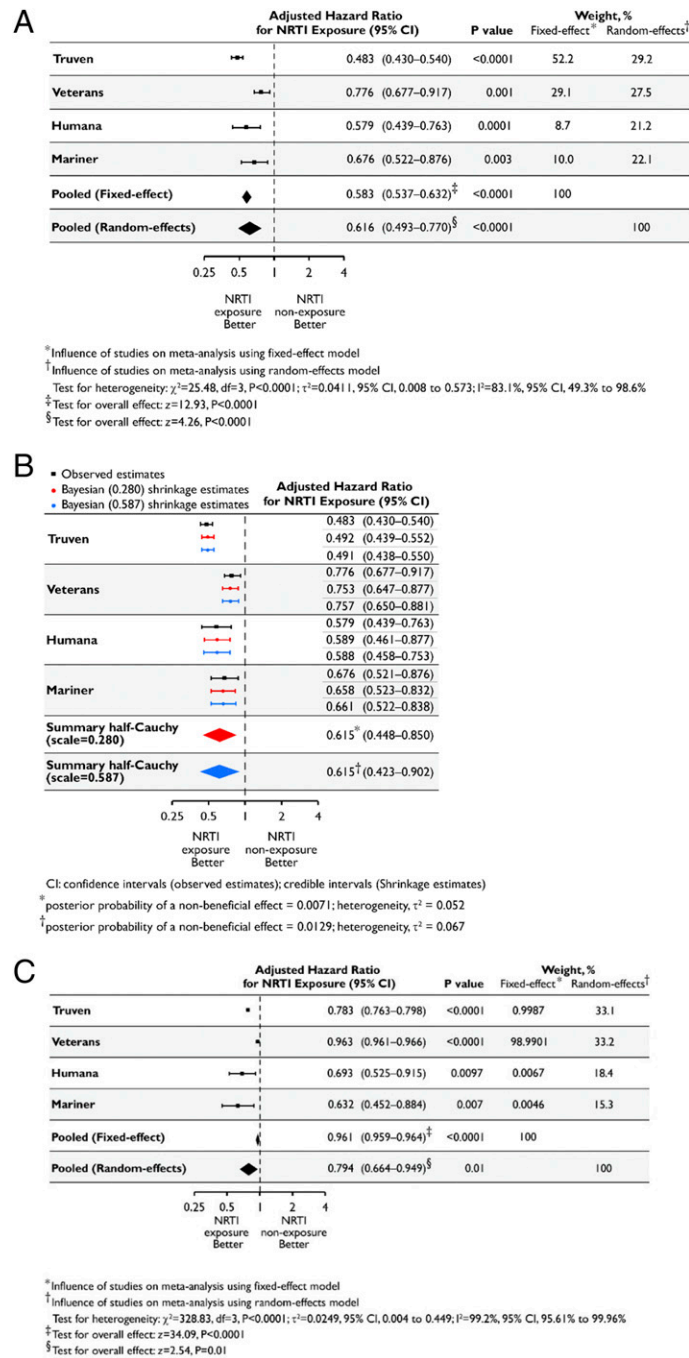 A
Adjusted Hazard Ratio Weight, %
for NRTI Exposure (95% CI) P value Fixed-effect* Random-effects†
Truven 0.483 (0.430–0.540) <0.0001 52.2 29.2
Veterans 0.776 (0.677–0.917) 0.001 29.1 27.5
Humana 0.579 (0.439–0.763) 0.0001 8.7 21.2
Mariner 0.676 (0.522–0.876) 0.003 10.0 22.1
Pooled (Fixed-effect) 0.583 (0.537–0.632)‡ <0.0001 100
Pooled (Random-effects) 0.616 (0.493–0.770)§ <0.0001 100
0.25 0.5 1 2 4
NRTI NRTI
exposure non-exposure
Better Better
*Influence of studies on meta-analysis using fixed-effect model
†Influence of studies on meta-analysis using random-effects model
Test for heterogeneity: χ²=25.48, df=3, P<0.0001; τ²=0.0411, 95% CI, 0.008 to 0.573; I²=83.1%, 95% CI, 49.3% to 98.6%
‡Test for overall effect: z=12.93, P<0.0001
§Test for overall effect: z=4.26, P<0.0001
B
Observed estimates
Bayesian (0.280) shrinkage estimates
Bayesian (0.587) shrinkage estimates
Adjusted Hazard Ratio
for NRTI Exposure (95% CI)
Truven
0.483 (0.430–0.540)
0.492 (0.439–0.552)
0.491 (0.438–0.550)
Veterans
0.776 (0.677–0.917)
0.753 (0.647–0.877)
0.757 (0.650–0.881)
Humana
0.579 (0.439–0.763)
0.589 (0.461–0.877)
0.588 (0.458–0.753)
Mariner
0.676 (0.521–0.876)
0.658 (0.523–0.832)
0.661 (0.522–0.838)
Summary half-Cauchy
(scale=0.280) 0.615* (0.448–0.850)
Summary half-Cauchy
(scale=0.587) 0.615† (0.423–0.902)
0.25 0.5 1 2 4
NRTI NRTI
exposure non-exposure
Better Better
CI: confidence intervals (observed estimates); credible intervals (Shrinkage estimates)
*posterior probability of a non-beneficial effect = 0.0071; heterogeneity, τ² = 0.052
†posterior probability of a non-beneficial effect = 0.0129; heterogeneity, τ² = 0.067
C
Adjusted Hazard Ratio Weight, %
for NRTI Exposure (95% CI) P value Fixed-effect* Random-effects†
Truven 0.783 (0.763–0.798) <0.0001 0.9987 33.1
Veterans 0.963 (0.961–0.966) <0.0001 98.9901 33.2
Humana 0.693 (0.525–0.915) 0.0097 0.0067 18.4
Mariner 0.632 (0.452–0.884) 0.007 0.0046 15.3
Pooled (Fixed-effect) 0.961 (0.959–0.964)‡ <0.0001 100
Pooled (Random-effects) 0.794 (0.664–0.949)§ 0.01 100
0.25 0.5 1 2 4
NRTI NRTI
exposure non-exposure
Better Better
*Influence of studies on meta-analysis using fixed-effect model
†Influence of studies on meta-analysis using random-effects model
Test for heterogeneity: χ²=328.83, df=3, P<0.0001; τ²=0.0249, 95% CI, 0.004 to 0.449; I²=99.2%, 95% CI, 95.61% to 99.96%
‡Test for overall effect: z=34.09, P<0.0001
§Test for overall effect: z=2.54, P=0.01